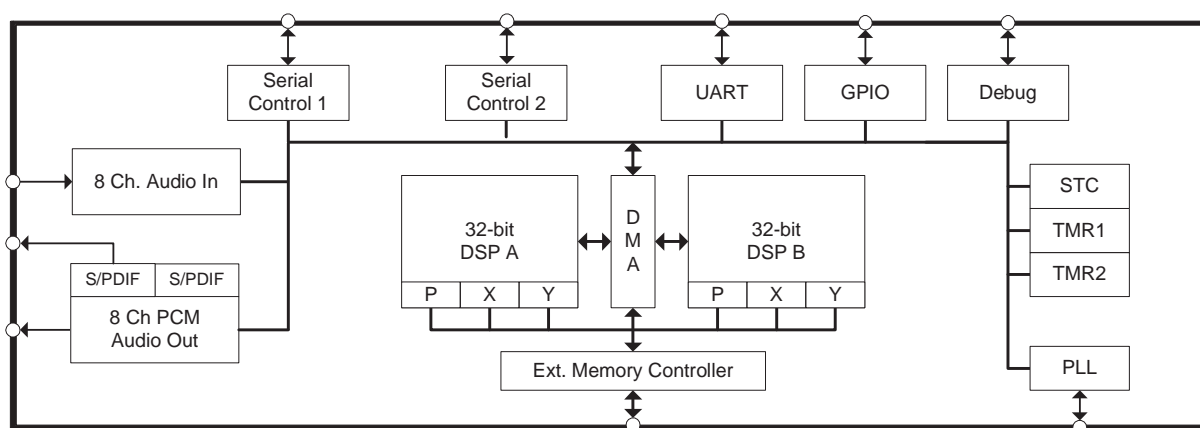 Serial
Control 1
Serial
Control 2
UART
GPIO
Debug
8 Ch. Audio In
S/PDIF
S/PDIF
8 Ch PCM
Audio Out
32-bit
DSP A
P
X
Y
D
M
A
32-bit
DSP B
P
X
Y
Ext. Memory Controller
STC
TMR1
TMR2
PLL